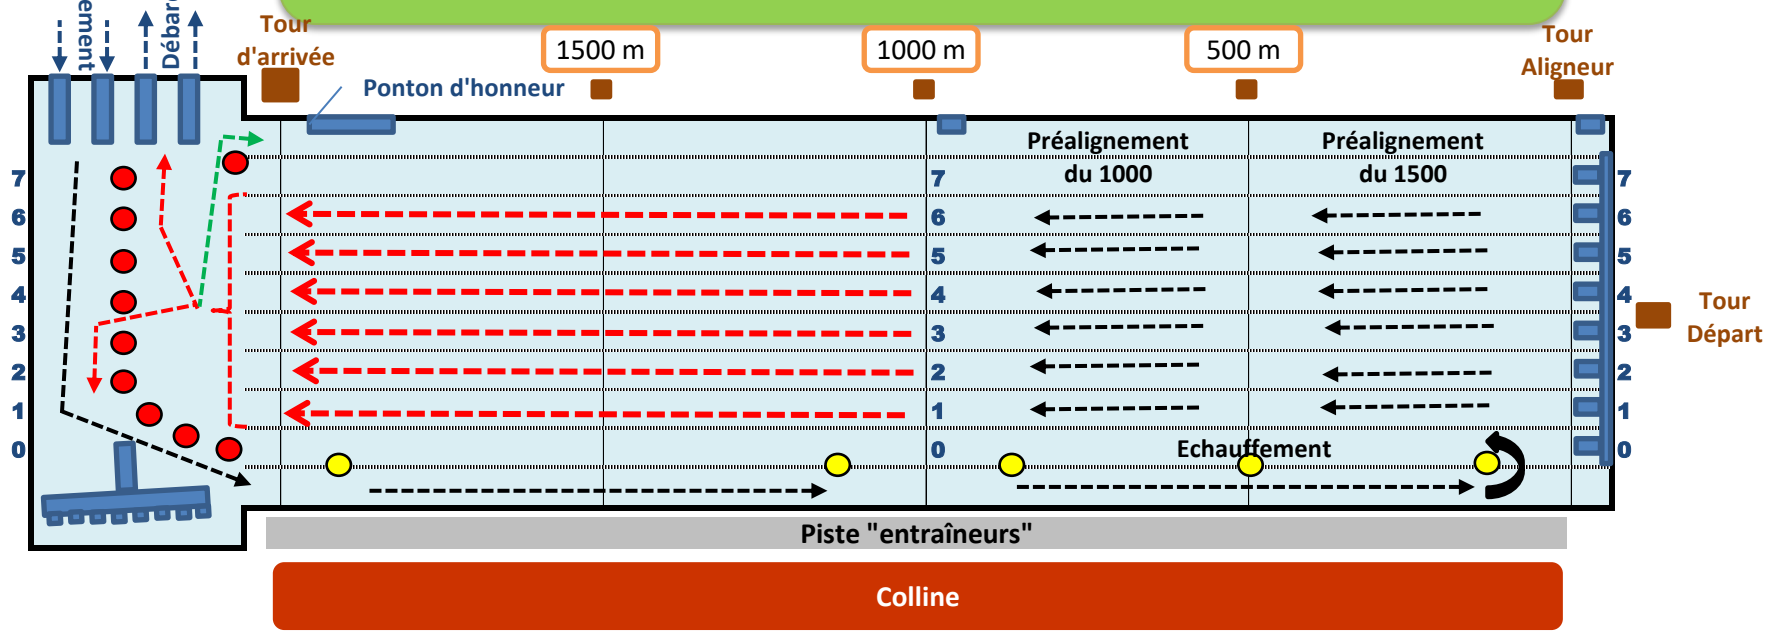 Tour
d'arrivée
1500 m
1000 m
500 m
Tour
Aligneur
Ponton d'honneur
Préalignement
du 1000
Préalignement
du 1500
7
6
5
4
3
2
1
0
7
6
5
4
3
2
1
0
7
6
5
4
3
2
1
0
Tour
Départ
Echauffement
Piste "entraîneurs"
Colline